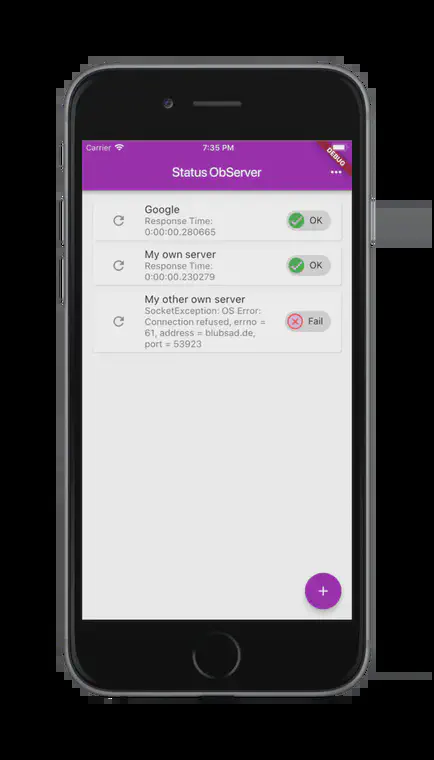 Carrier 7:35 PM
DEBUG
Status ObServer
Google
Response Time:
0:00:00.280665
OK
My own server
Response Time:
0:00:00.230279
OK
My other own server
SocketException: OS Error:
Connection refused, errno =
61, address = blubsad.de,
port = 53923
Fail